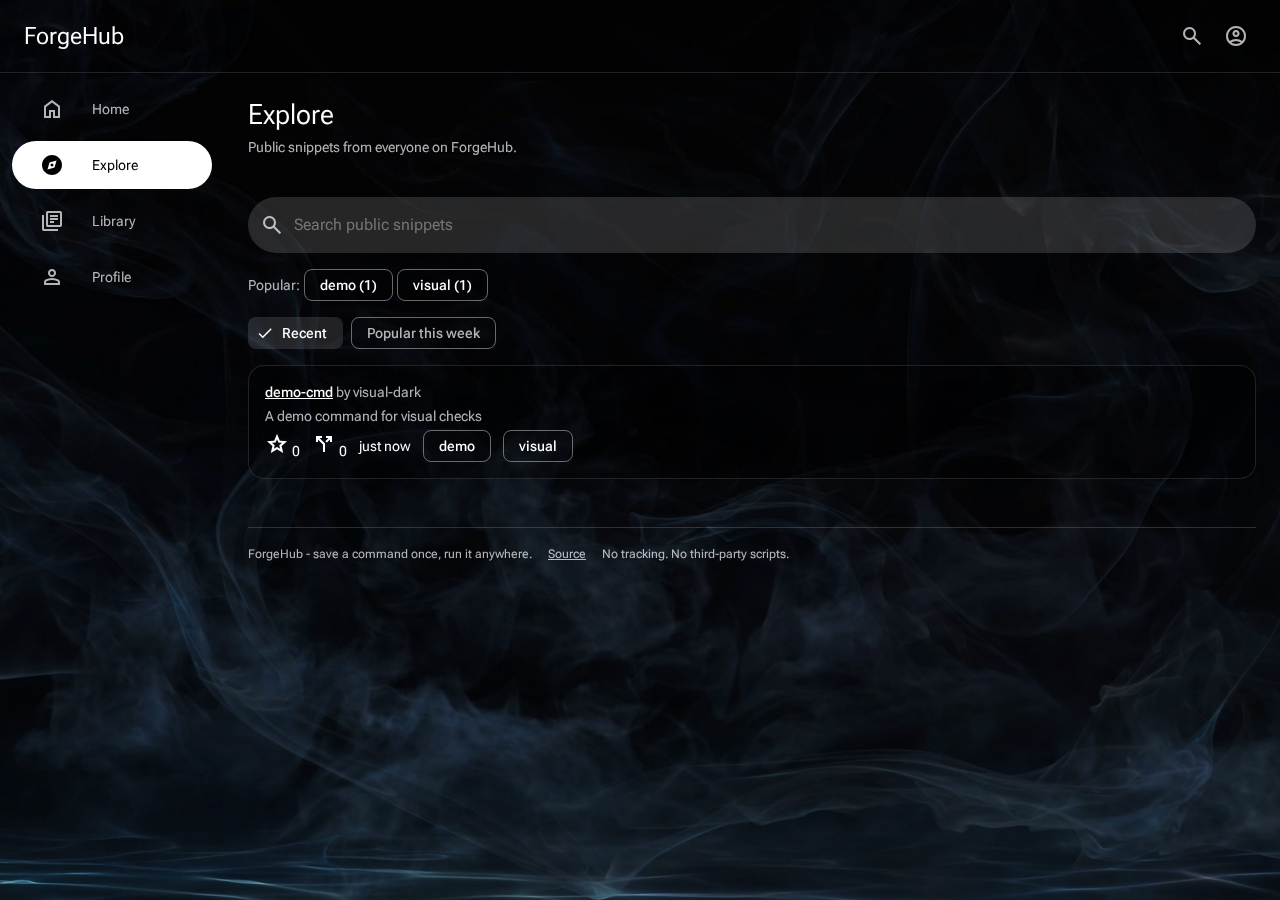 ForgeHub
Home
Explore
Library
Profile
Explore
Public snippets from everyone on ForgeHub.
Search public snippets
Popular: demo (1) visual (1)
Recent Popular this week
demo-cmd by visual-dark
A demo command for visual checks
0 0 just now demo visual
ForgeHub - save a command once, run it anywhere. Source No tracking. No third-party scripts.